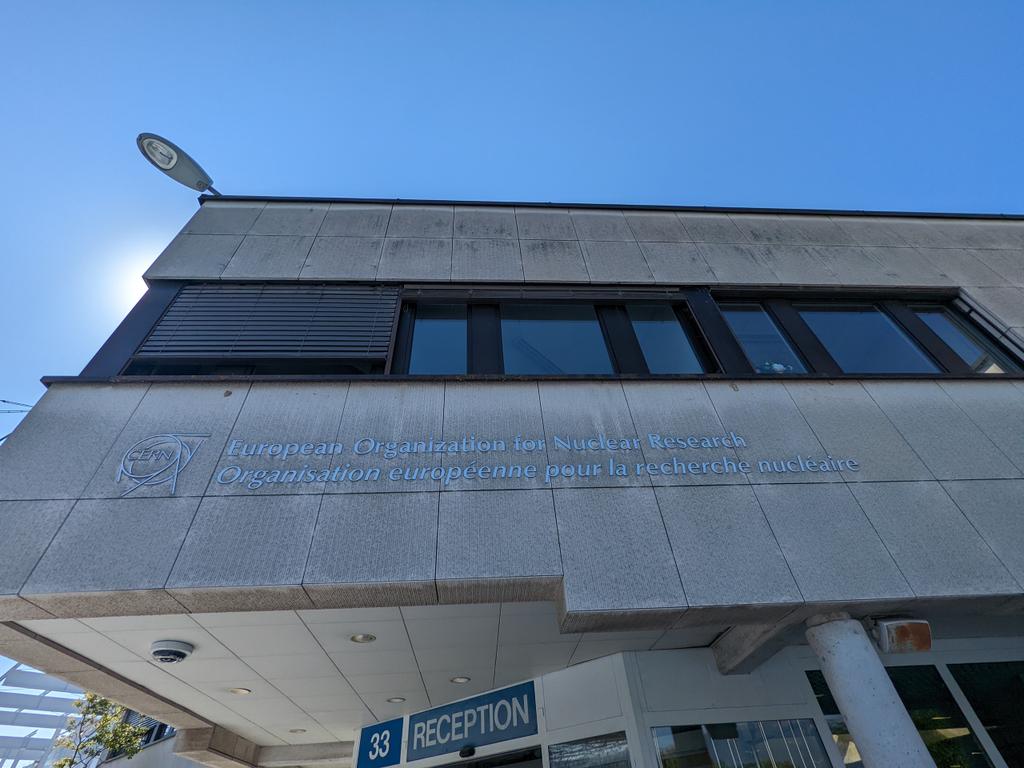 CERN
European Organization for Nuclear Research
Organisation européenne pour la recherche nucléaire
33
RECEPTION